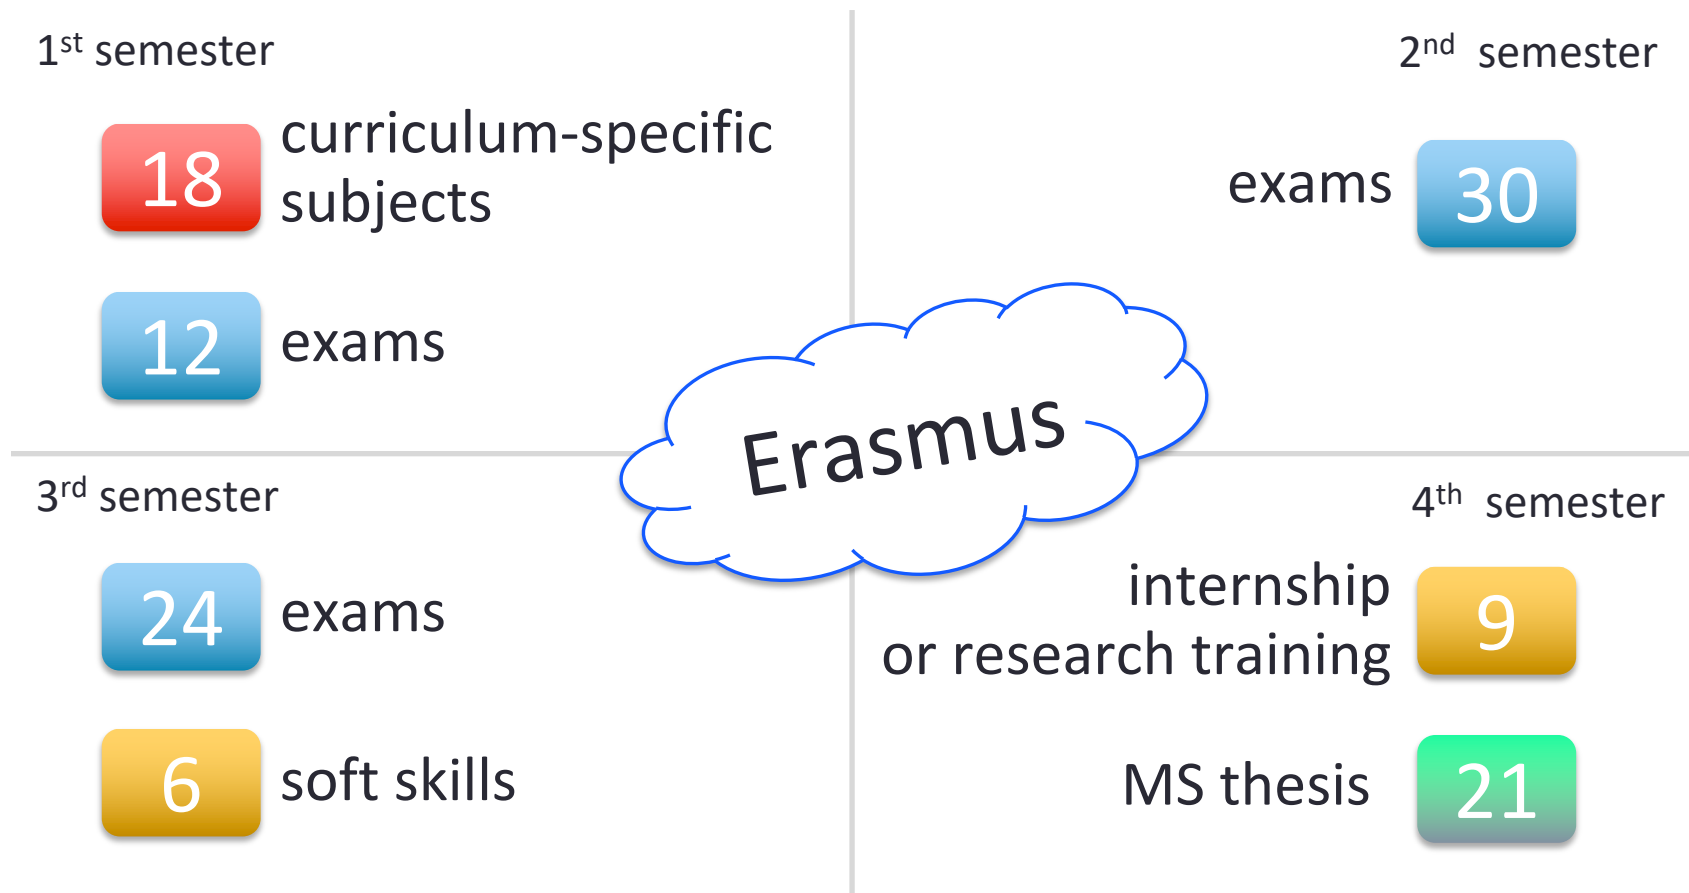 1st semester
18
curriculum-specific
subjects
12
exams
2nd semester
exams
30
Erasmus
3rd semester
24
exams
6
soft skills
4th semester
internship
or research training
9
MS thesis
21